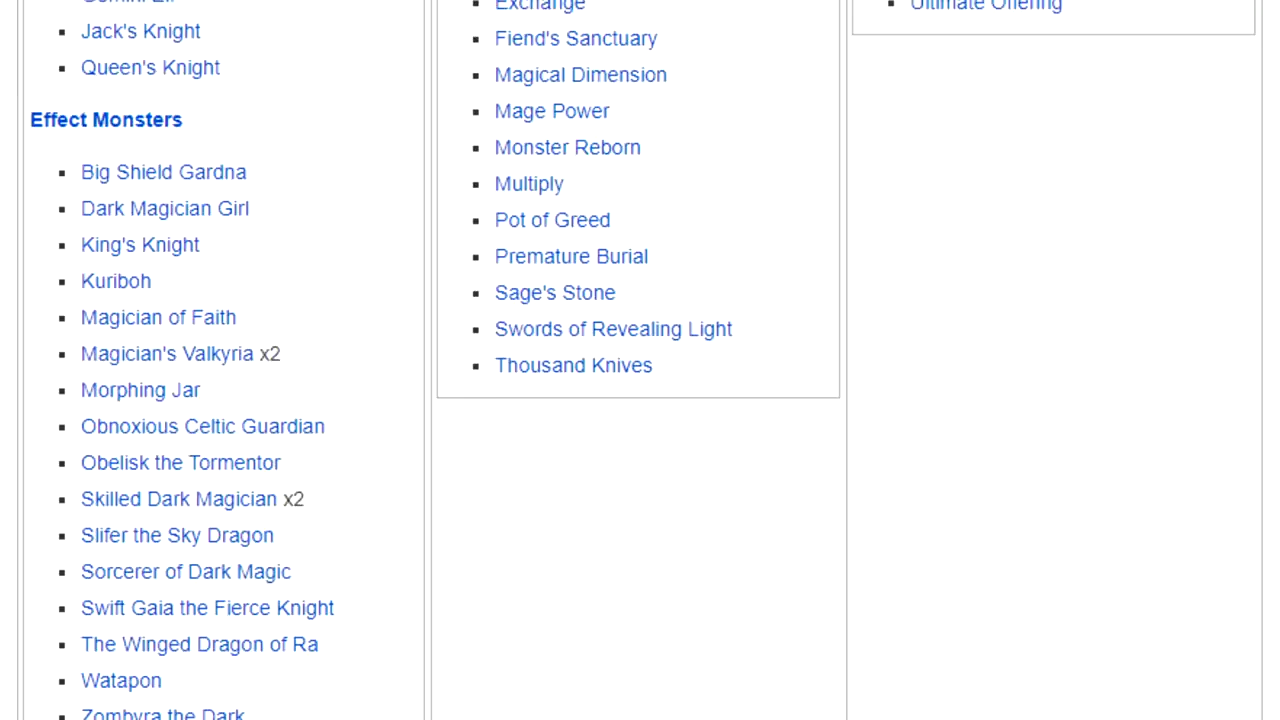 Jack's Knight
Queen's Knight
Effect Monsters
Big Shield Gardna
Dark Magician Girl
King's Knight
Kuriboh
Magician of Faith
Magician's Valkyria x2
Morphing Jar
Obnoxious Celtic Guardian
Obelisk the Tormentor
Skilled Dark Magician x2
Slifer the Sky Dragon
Sorcerer of Dark Magic
Swift Gaia the Fierce Knight
The Winged Dragon of Ra
Watapon
Zombyra the Dark
Exchange
Fiend's Sanctuary
Magical Dimension
Mage Power
Monster Reborn
Multiply
Pot of Greed
Premature Burial
Sage's Stone
Swords of Revealing Light
Thousand Knives
Ultimate Offering